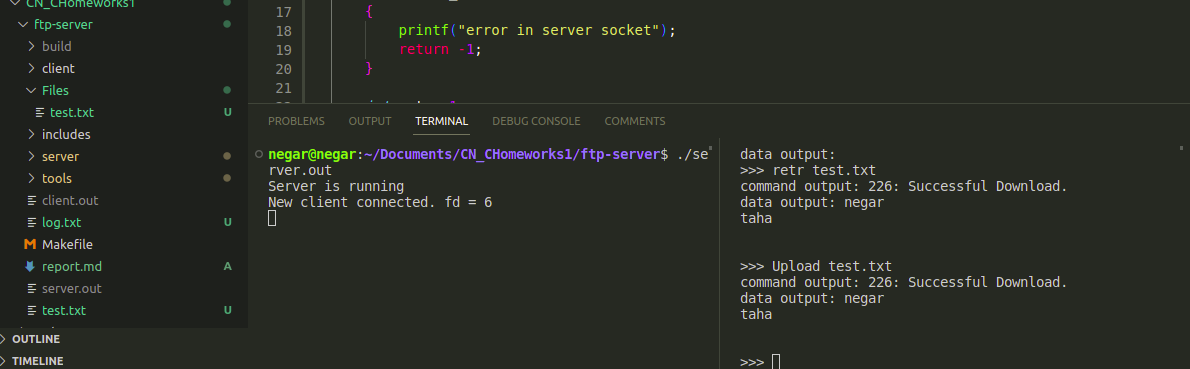 CN_CHomeworks1
ftp-server
build
client
Files
test.txt U
includes
server
tools
client.out
log.txt U
Makefile
report.md A
server.out
test.txt U
OUTLINE
TIMELINE
17 {
18 printf("error in server socket");
19 return -1;
20 }
21
PROBLEMS OUTPUT TERMINAL DEBUG CONSOLE COMMENTS
negar@negar:~/Documents/CN_CHomeworks1/ftp-server$ ./se
rver.out
Server is running
New client connected. fd = 6
data output:
>>> retr test.txt
command output: 226: Successful Download.
data output: negar
taha
>>> Upload test.txt
command output: 226: Successful Download.
data output: negar
taha
>>>